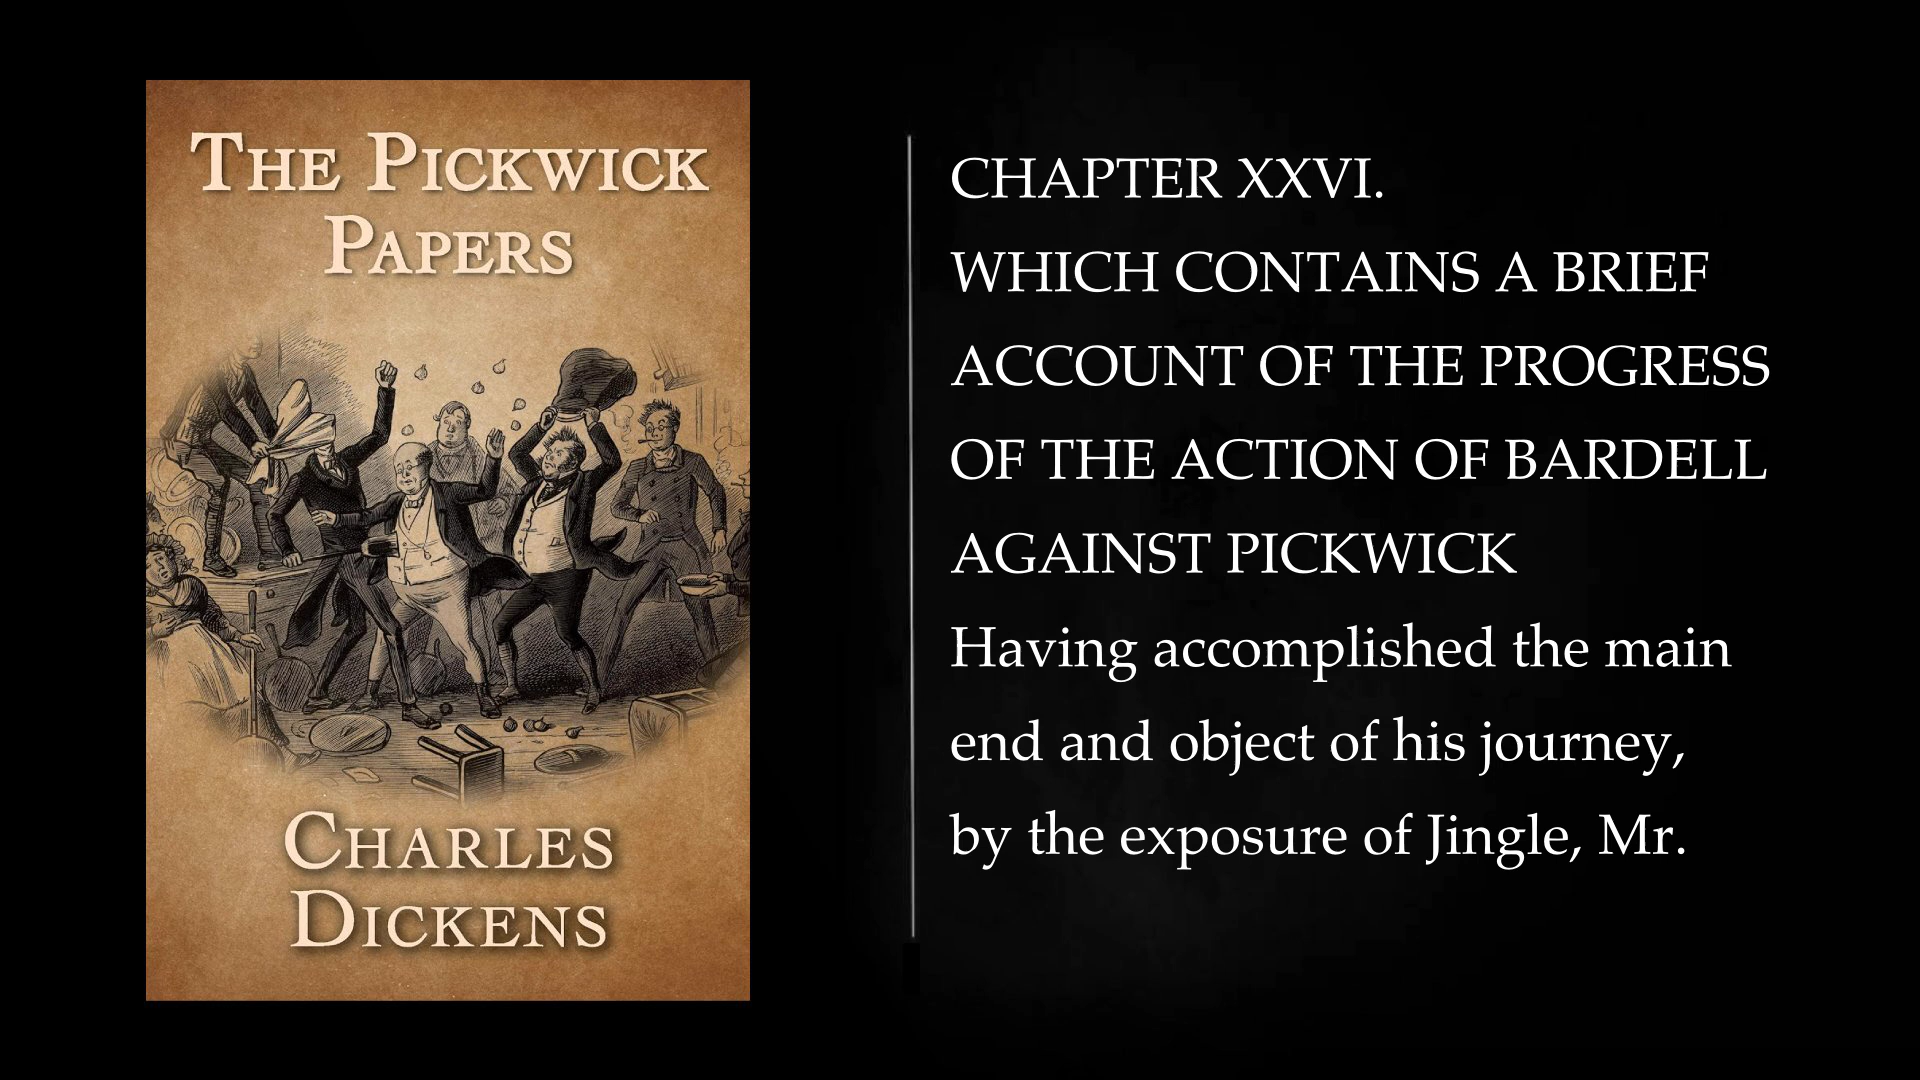 The Pickwick
Papers
Charles
Dickens
CHAPTER XXVI.
WHICH CONTAINS A BRIEF
ACCOUNT OF THE PROGRESS
OF THE ACTION OF BARDELL
AGAINST PICKWICK
Having accomplished the main
end and object of his journey,
by the exposure of Jingle, Mr.